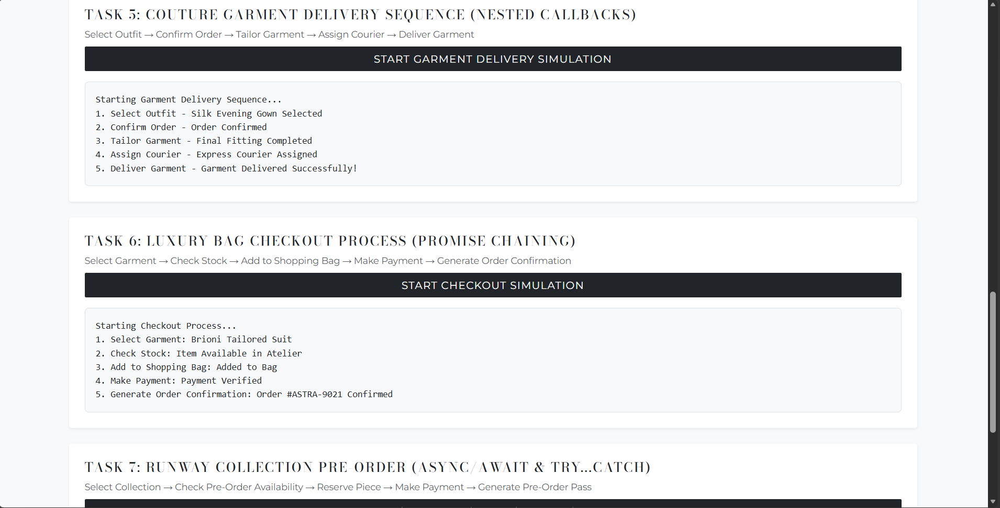 TASK 5: COUTURE GARMENT DELIVERY SEQUENCE (NESTED CALLBACKS)
Select Outfit → Confirm Order → Tailor Garment → Assign Courier → Deliver Garment
START GARMENT DELIVERY SIMULATION
Starting Garment Delivery Sequence...
1. Select Outfit - Silk Evening Gown Selected
2. Confirm Order - Order Confirmed
3. Tailor Garment - Final Fitting Completed
4. Assign Courier - Express Courier Assigned
5. Deliver Garment - Garment Delivered Successfully!
TASK 6: LUXURY BAG CHECKOUT PROCESS (PROMISE CHAINING)
Select Garment → Check Stock → Add to Shopping Bag → Make Payment → Generate Order Confirmation
START CHECKOUT SIMULATION
Starting Checkout Process...
1. Select Garment: Brioni Tailored Suit
2. Check Stock: Item Available in Atelier
3. Add to Shopping Bag: Added to Bag
4. Make Payment: Payment Verified
5. Generate Order Confirmation: Order #ASTRA-9021 Confirmed
TASK 7: RUNWAY COLLECTION PRE-ORDER (ASYNC/AWAIT & TRY...CATCH)
Select Collection → Check Pre-Order Availability → Reserve Piece → Make Payment → Generate Pre-Order Pass